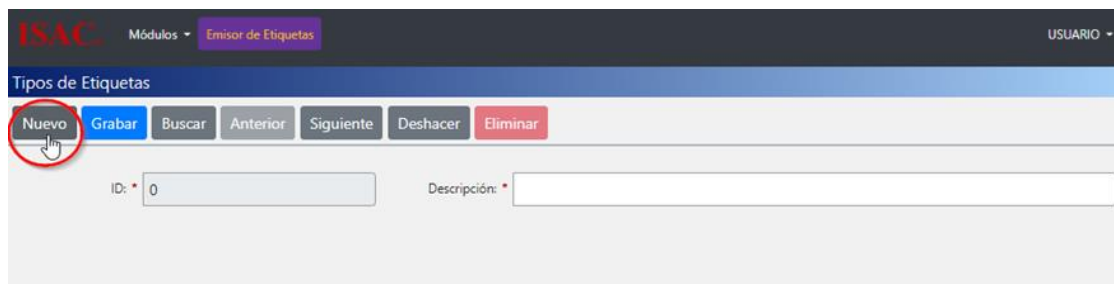 ISAC. Módulos Emisor de Etiquetas USUARIO
Tipos de Etiquetas
Nuevo Grabar Buscar Anterior Siguiente Deshacer Eliminar
ID: * 0 Descripción: *